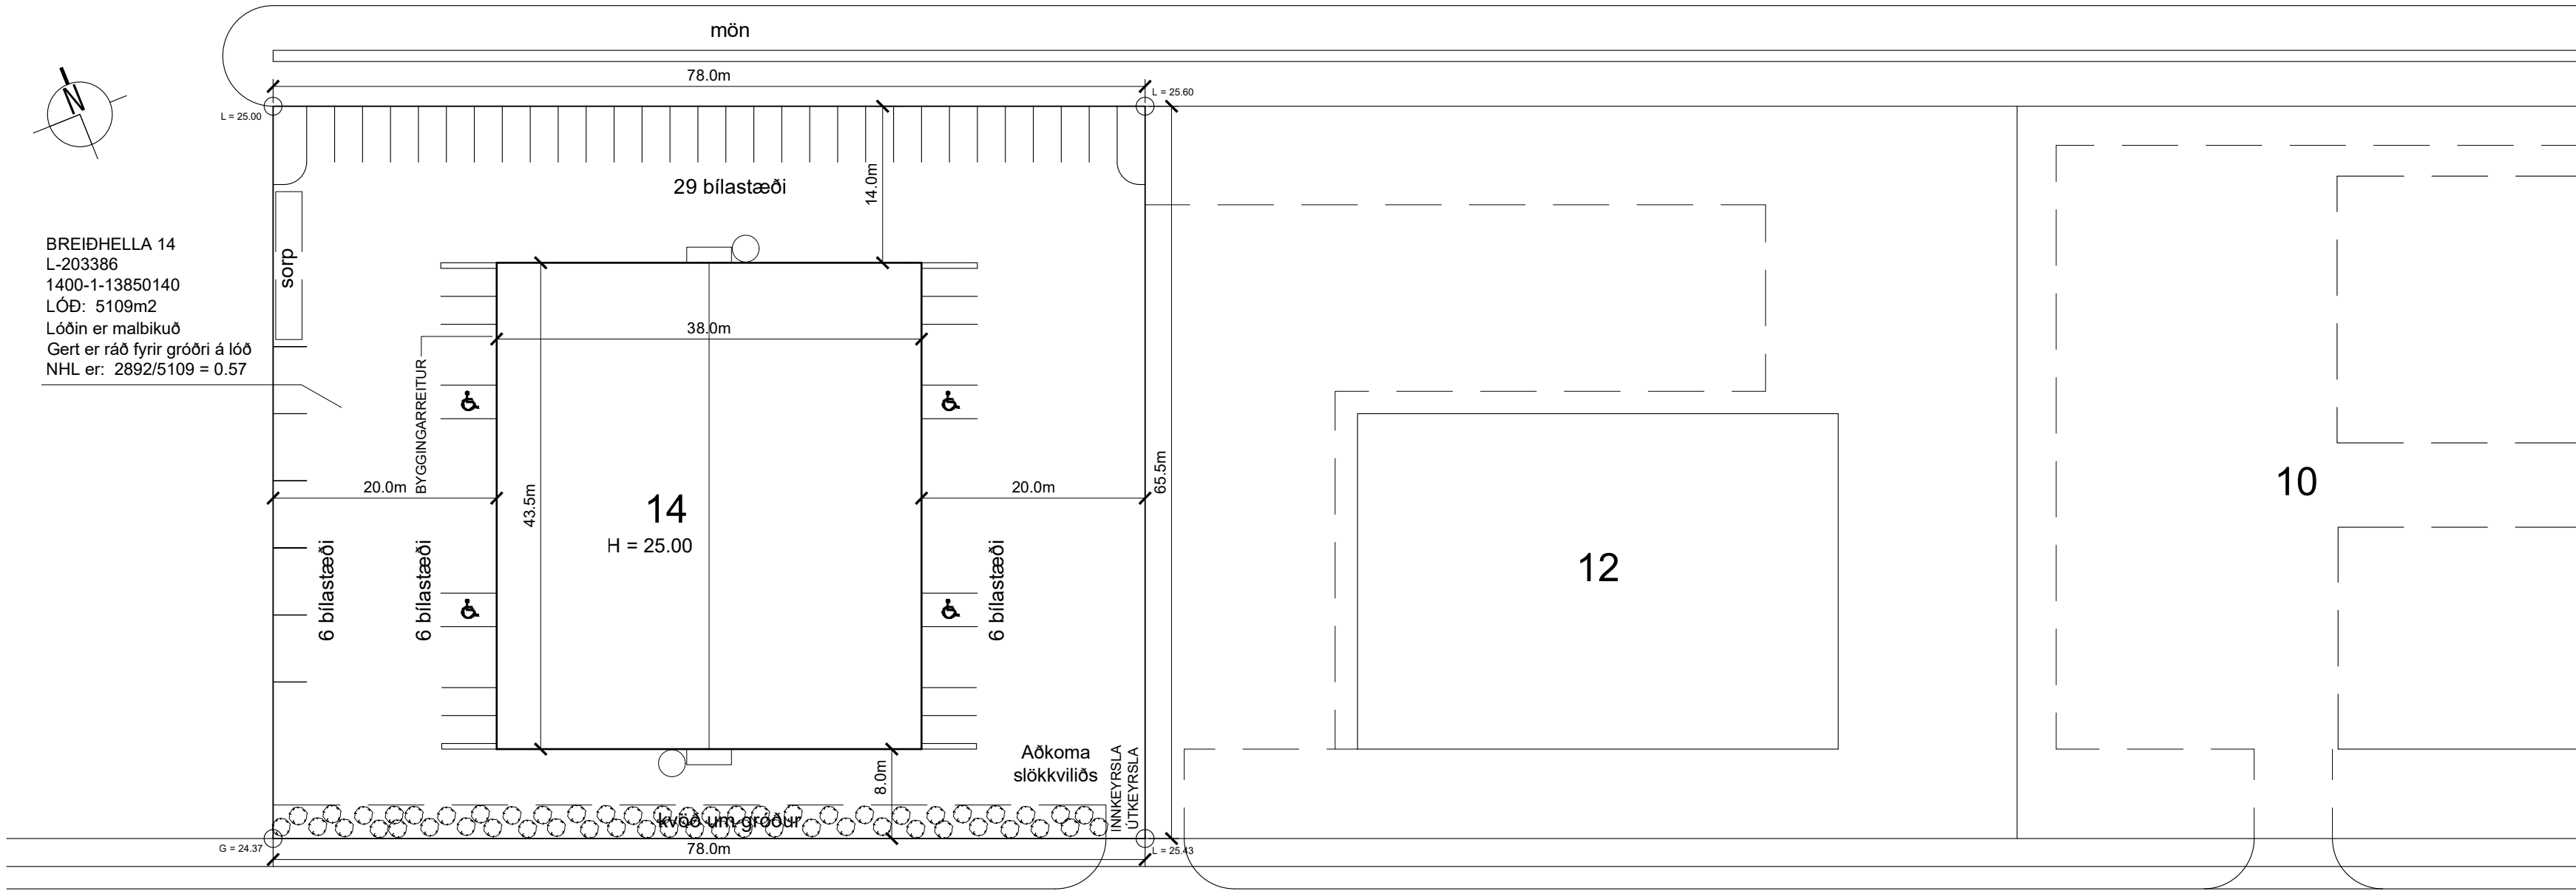 mön
78.0m
N
L = 25.00
L = 25.60
14.0m
29 bílastæði
sorp
BREIÐHELLA 14
L-203386
1400-1-13850140
LÓÐ: 5109m2
Lóðin er malbikuð
Gert er ráð fyrir gróðri á lóð
NHL er: 2892/5109 = 0.57
BYGGINGARREITUR
38.0m
20.0m
43.5m
14
H = 25.00
20.0m
65.5m
10
12
6 bílastæði
6 bílastæði
6 bílastæði
Aðkoma
slökkviliðs
INNKEYRSLA
ÚTKEYRSLA
8.0m
kvöð um gróður
G = 24.37
78.0m
L = 25.43